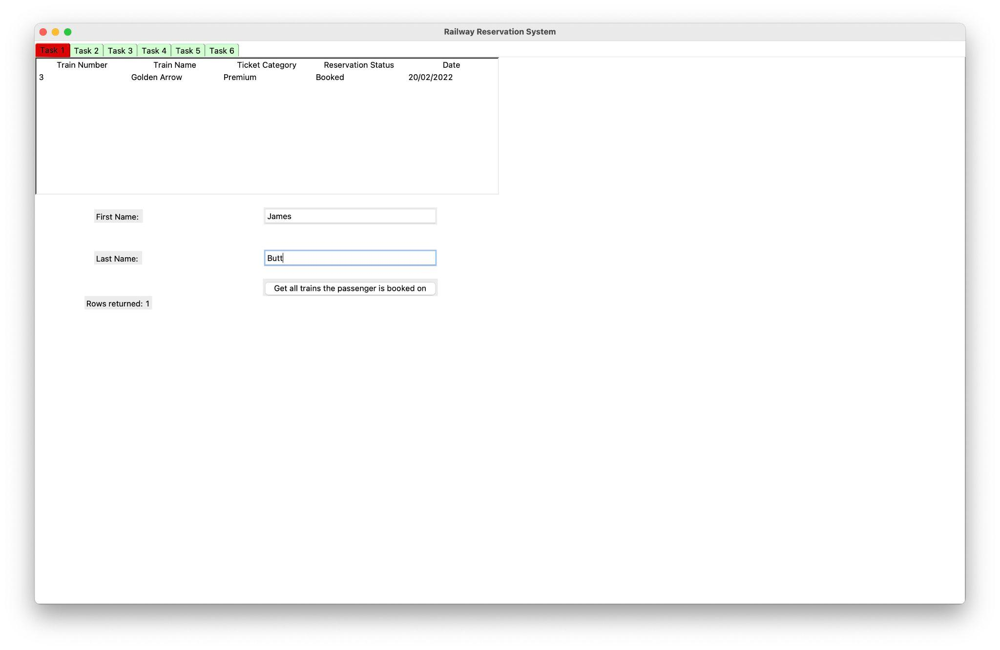 Railway Reservation System
Task 1 Task 2 Task 3 Task 4 Task 5 Task 6
Train Number Train Name Ticket Category Reservation Status Date
3 Golden Arrow Premium Booked 20/02/2022
First Name: James
Last Name: Butt
Get all trains the passenger is booked on
Rows returned: 1